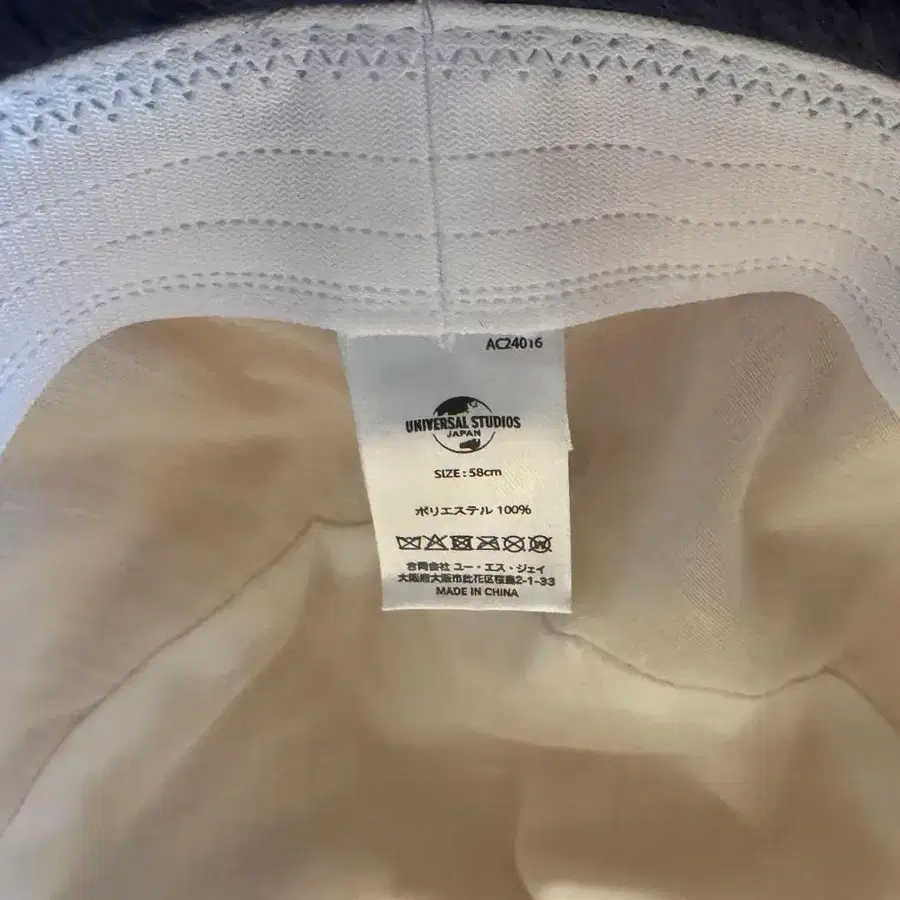 AC24016
UNIVERSAL STUDIOS
JAPAN
SIZE : 58cm
ポリエステル 100%
合同会社 ユー・エス・ジェイ
大阪府大阪市此花区桜島2-1-33
MADE IN CHINA